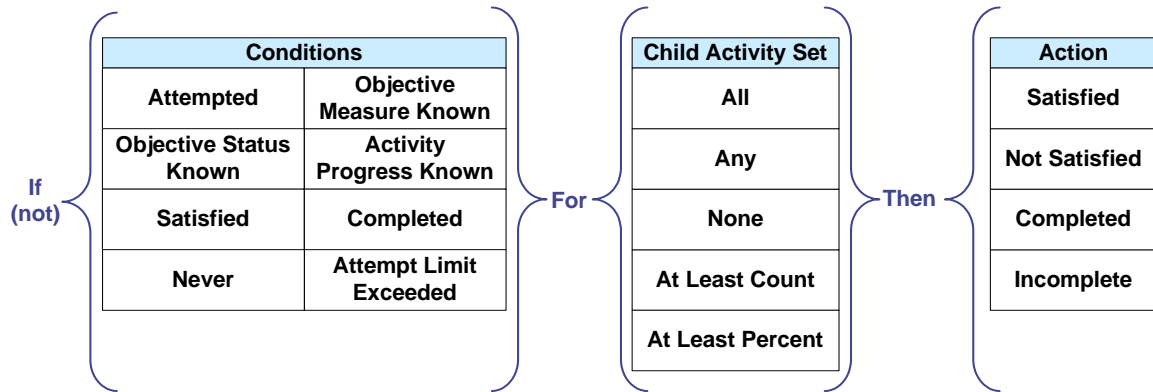 If
(not)
Conditions
Attempted
Objective
Measure Known
Objective Status
Known
Activity
Progress Known
Satisfied
Completed
Never
Attempt Limit
Exceeded
For
Child Activity Set
All
Any
None
At Least Count
At Least Percent
Then
Action
Satisfied
Not Satisfied
Completed
Incomplete